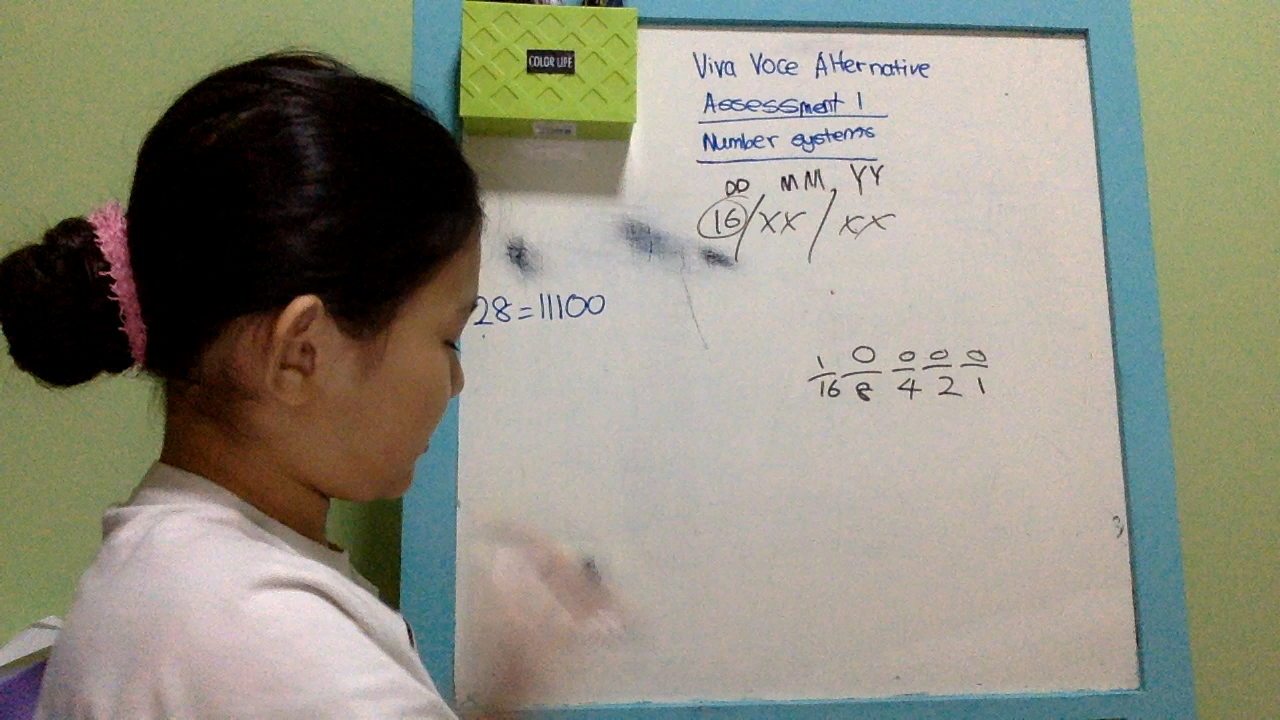 COLOR LIFE
Viva Voce Alternative
Assessment 1
Number systems
DD MM, YY
16/XX/XX
28=11100
1 0 0 0 0
16 8 4 2 1